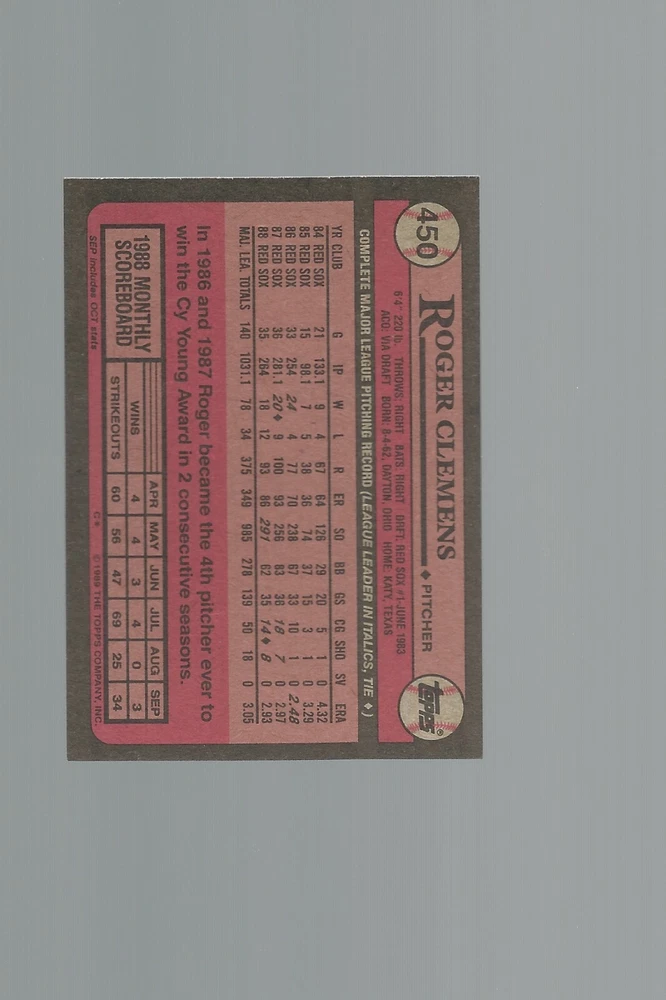 450
ROGER CLEMENS ♦ PITCHER
topps®
6'4" 220 lb. THROWS: RIGHT BATS: RIGHT DRFT: RED SOX #1-JUNE 1983
ACQ: VIA DRAFT BORN: 8-4-62, DAYTON, OHIO HOME: KATY, TEXAS
COMPLETE MAJOR LEAGUE PITCHING RECORD (LEAGUE LEADER IN ITALICS, TIE ♦)
YR CLUB G IP W L R ER SO BB GS CG SHO SV ERA
84 RED SOX 21 133.1 9 4 67 64 126 29 20 5 1 0 4.32
85 RED SOX 15 98.1 7 5 38 36 74 37 15 3 1 0 3.29
86 RED SOX 33 254 24 4 77 70 238 67 33 10 1 0 2.48
87 RED SOX 36 281.1 20♦ 9 100 93 256 83 36 18 7 0 2.97
88 RED SOX 35 264 18 12 93 86 291 62 35 14♦ 8 0 2.93
MAJ. LEA. TOTALS 140 1031.1 78 34 375 349 985 278 139 50 18 0 3.05
In 1986 and 1987 Roger became the 4th pitcher ever to
win the Cy Young Award in 2 consecutive seasons.
1988 MONTHLY
SCOREBOARD
APR MAY JUN JUL AUG SEP
WINS 4 4 3 4 0 3
STRIKEOUTS 60 56 47 69 25 34
SEP includes OCT stats
C* ©1989 THE TOPPS COMPANY, INC.